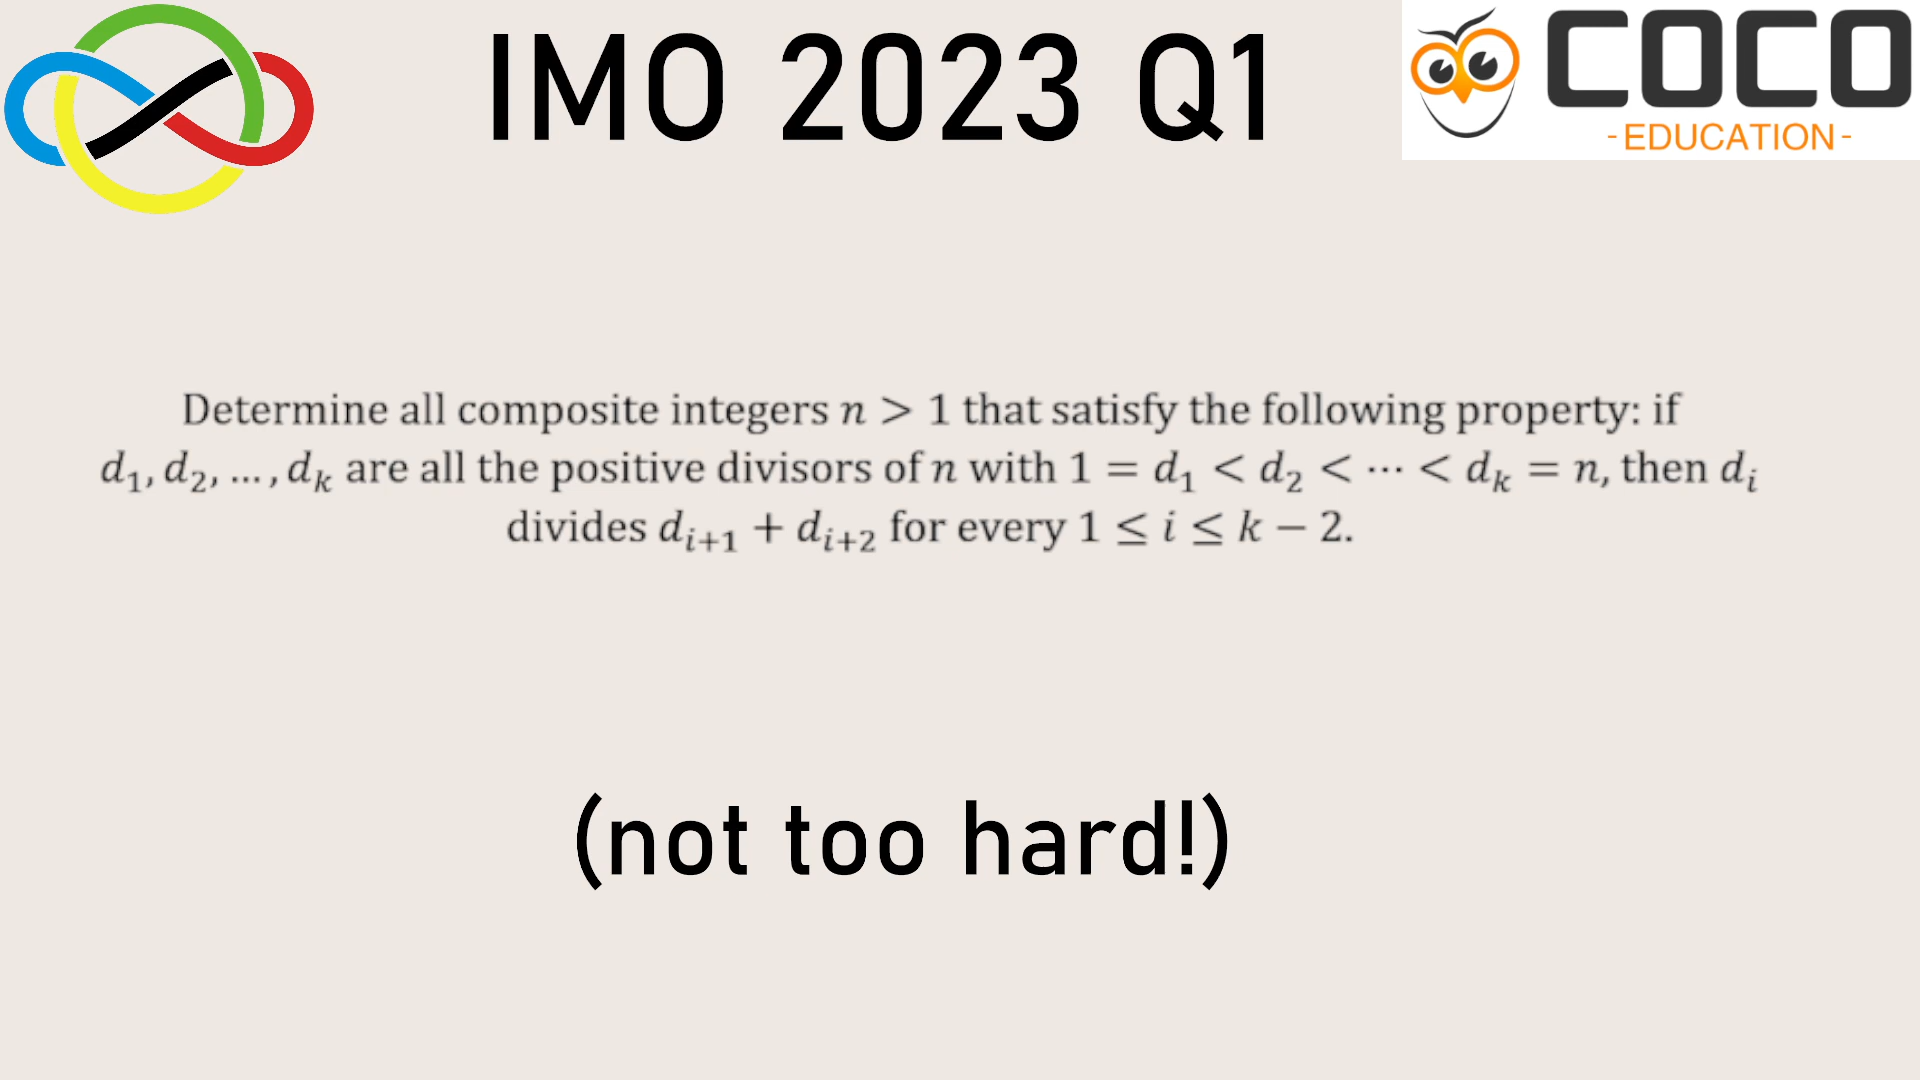 IMO 2023 Q1
COCO
- EDUCATION -
Determine all composite integers n > 1 that satisfy the following property: if
d₁, d₂, … , dₖ are all the positive divisors of n with 1 = d₁ < d₂ < ⋯ < dₖ = n, then dᵢ
divides dᵢ₊₁ + dᵢ₊₂ for every 1 ≤ i ≤ k − 2.
(not too hard!)